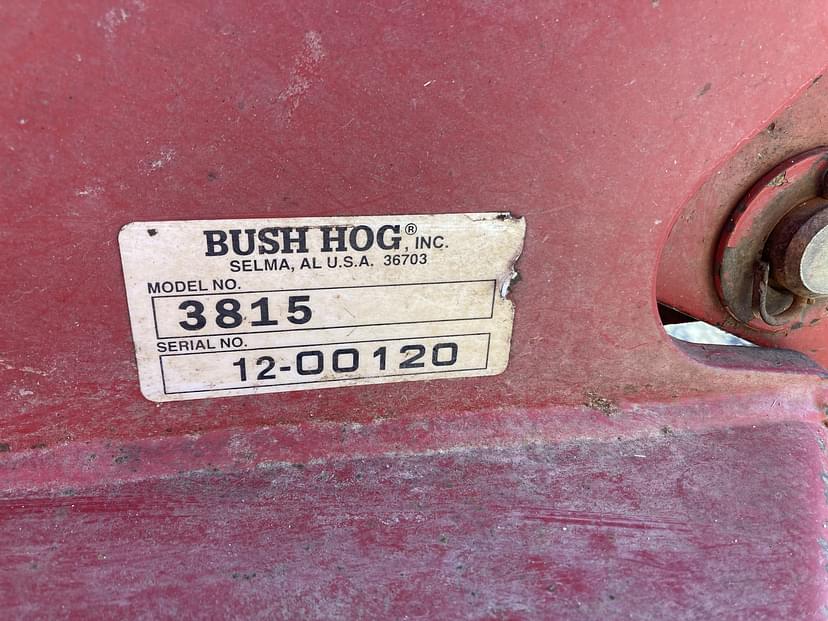 BUSH HOG®, INC.
SELMA, AL U.S.A. 36703
MODEL NO.
3815
SERIAL NO.
12-00120